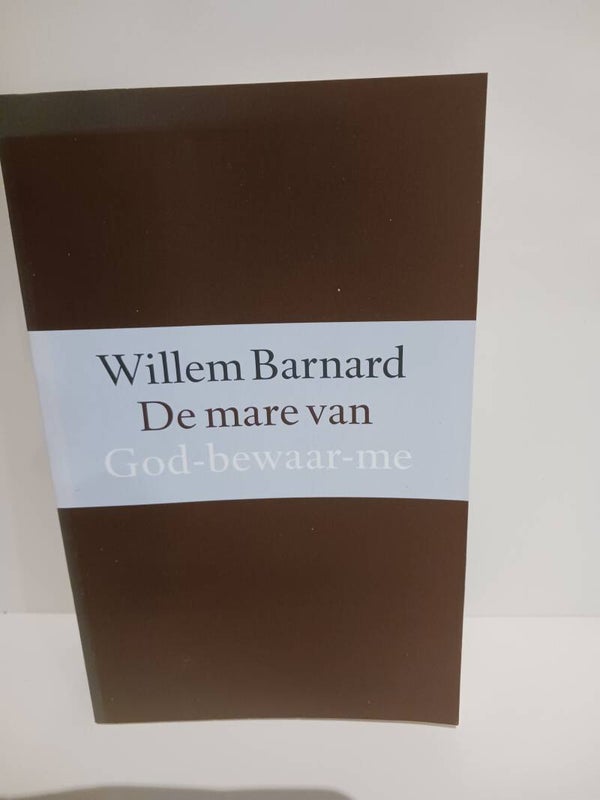 Willem Barnard
De mare van
God-bewaar-me